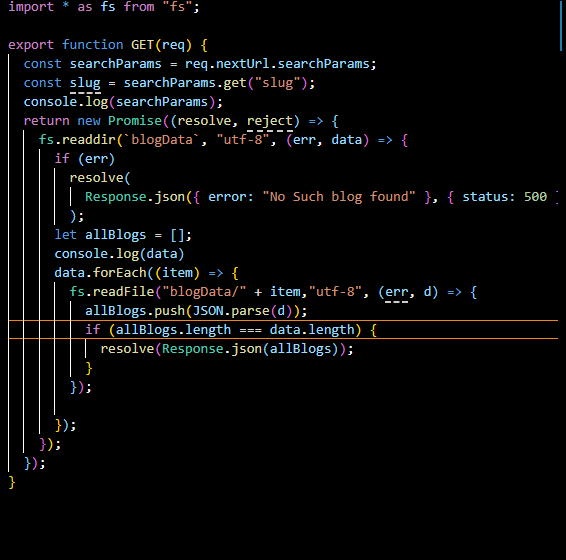 import * as fs from "fs";
export function GET(req) {
const searchParams = req.nextUrl.searchParams;
const slug = searchParams.get("slug");
console.log(searchParams);
return new Promise((resolve, reject) => {
fs.readdir(`blogData`, "utf-8", (err, data) => {
if (err)
resolve(
Response.json({ error: "No Such blog found" }, { status: 500 }
);
let allBlogs = [];
console.log(data)
data.forEach((item) => {
fs.readFile("blogData/" + item,"utf-8", (err, d) => {
allBlogs.push(JSON.parse(d));
if (allBlogs.length === data.length) {
resolve(Response.json(allBlogs));
}
});
});
});
});
}